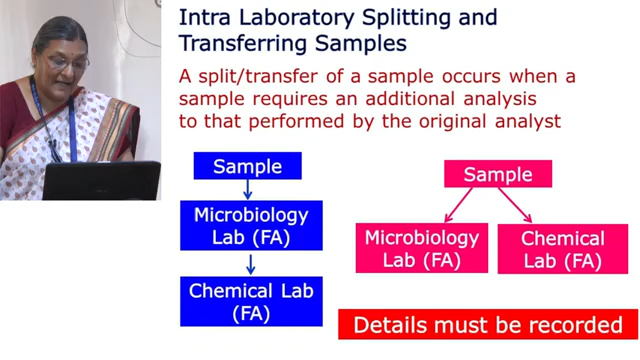 Intra Laboratory Splitting and
Transferring Samples
A split/transfer of a sample occurs when a
sample requires an additional analysis
to that performed by the original analyst
Sample
Microbiology
Lab (FA)
Chemical Lab
(FA)
Sample
Microbiology
Lab (FA)
Chemical
Lab (FA)
Details must be recorded